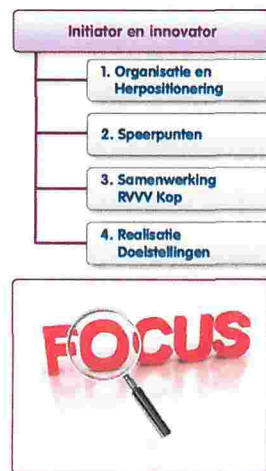 Initiator en innovator
1. Organisatie en
Herpositionering
2. Speerpunten
3. Samenwerking
RVVV Kop
4. Realisatie
Doelstellingen
FOCUS